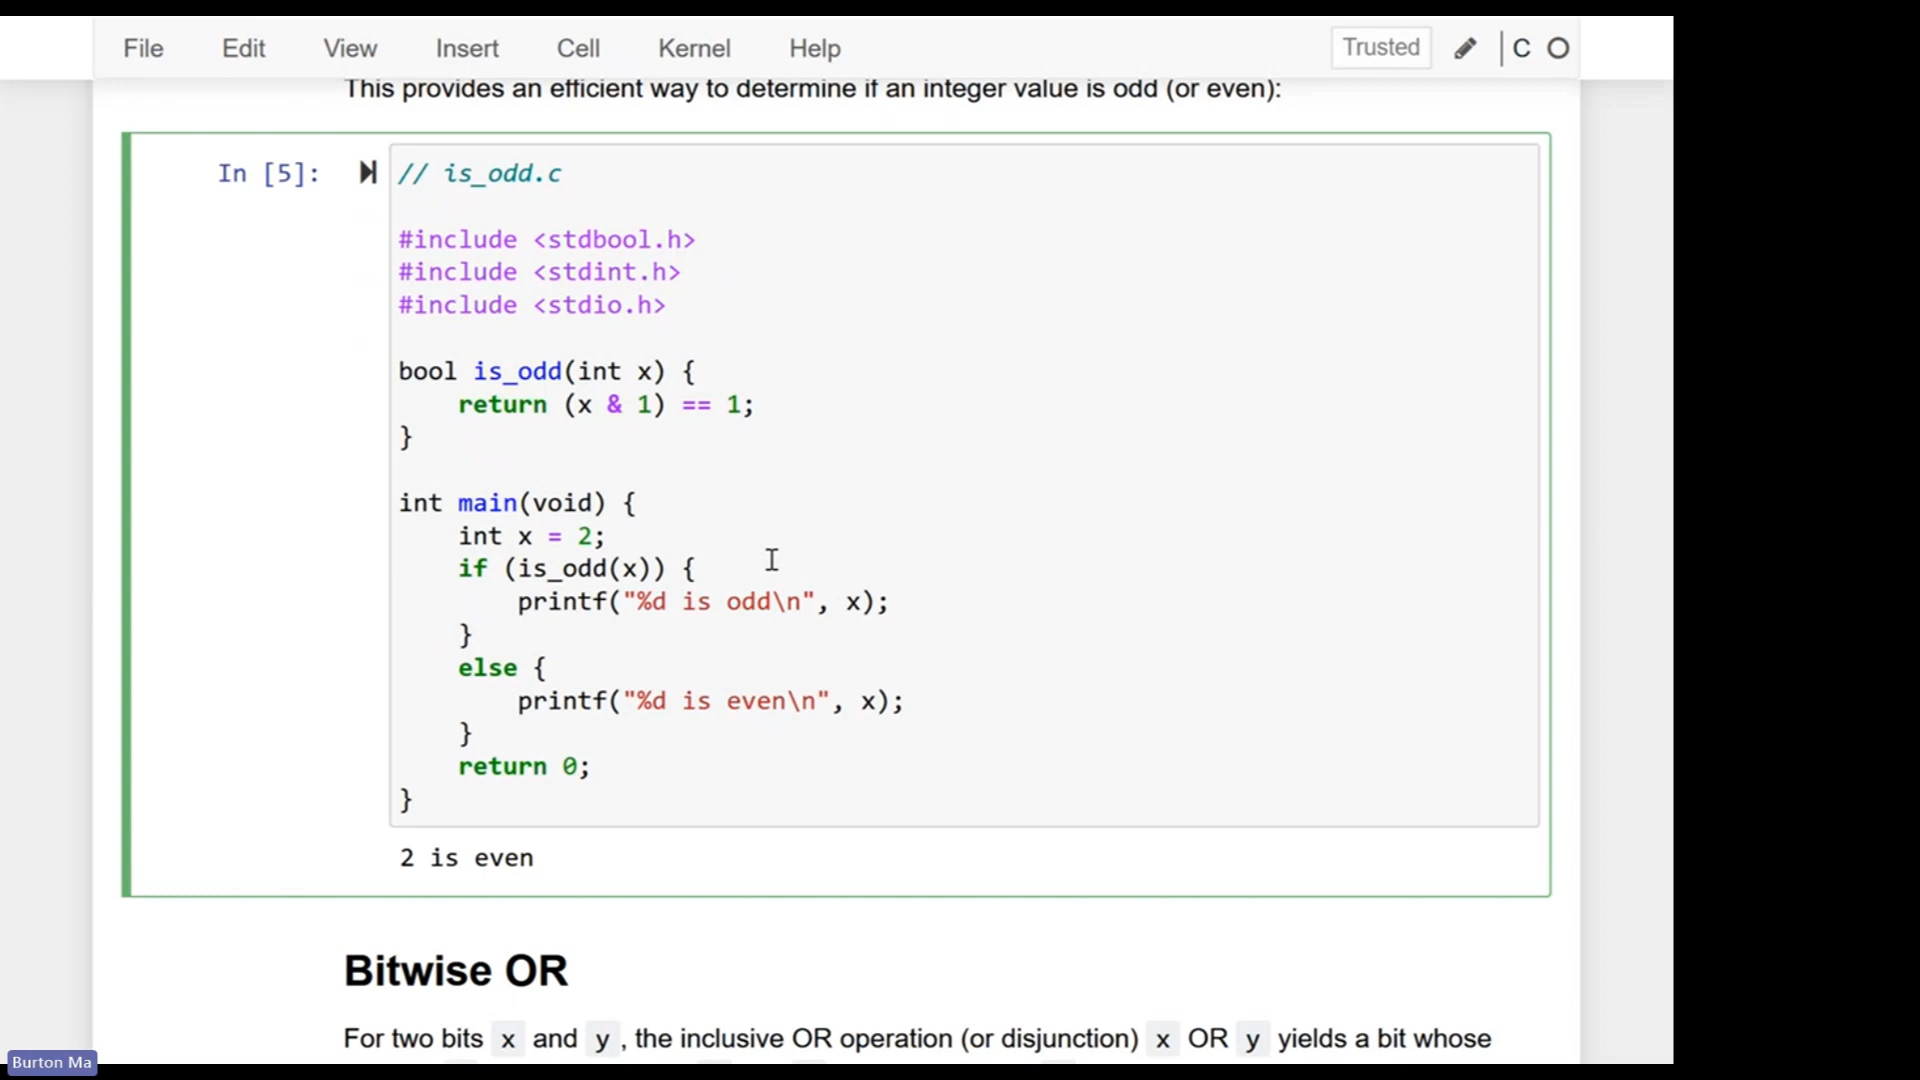 File Edit View Insert Cell Kernel Help Trusted C
This provides an efficient way to determine if an integer value is odd (or even):
In [5]:
// is_odd.c
#include <stdbool.h>
#include <stdint.h>
#include <stdio.h>
bool is_odd(int x) {
    return (x & 1) == 1;
}
int main(void) {
    int x = 2;
    if (is_odd(x)) {
        printf("%d is odd\n", x);
    }
    else {
        printf("%d is even\n", x);
    }
    return 0;
}
2 is even
Bitwise OR
For two bits x and y, the inclusive OR operation (or disjunction) x OR y yields a bit whose
Burton Ma